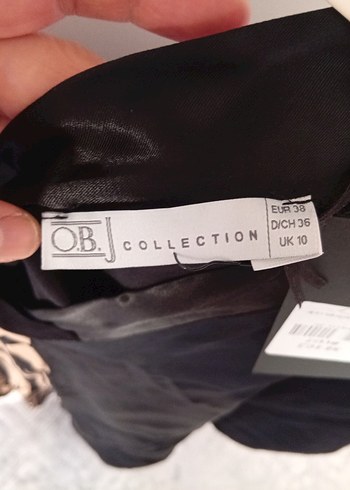 O.B.J COLLECTION
EUR 38
D/CH 36
UK 10